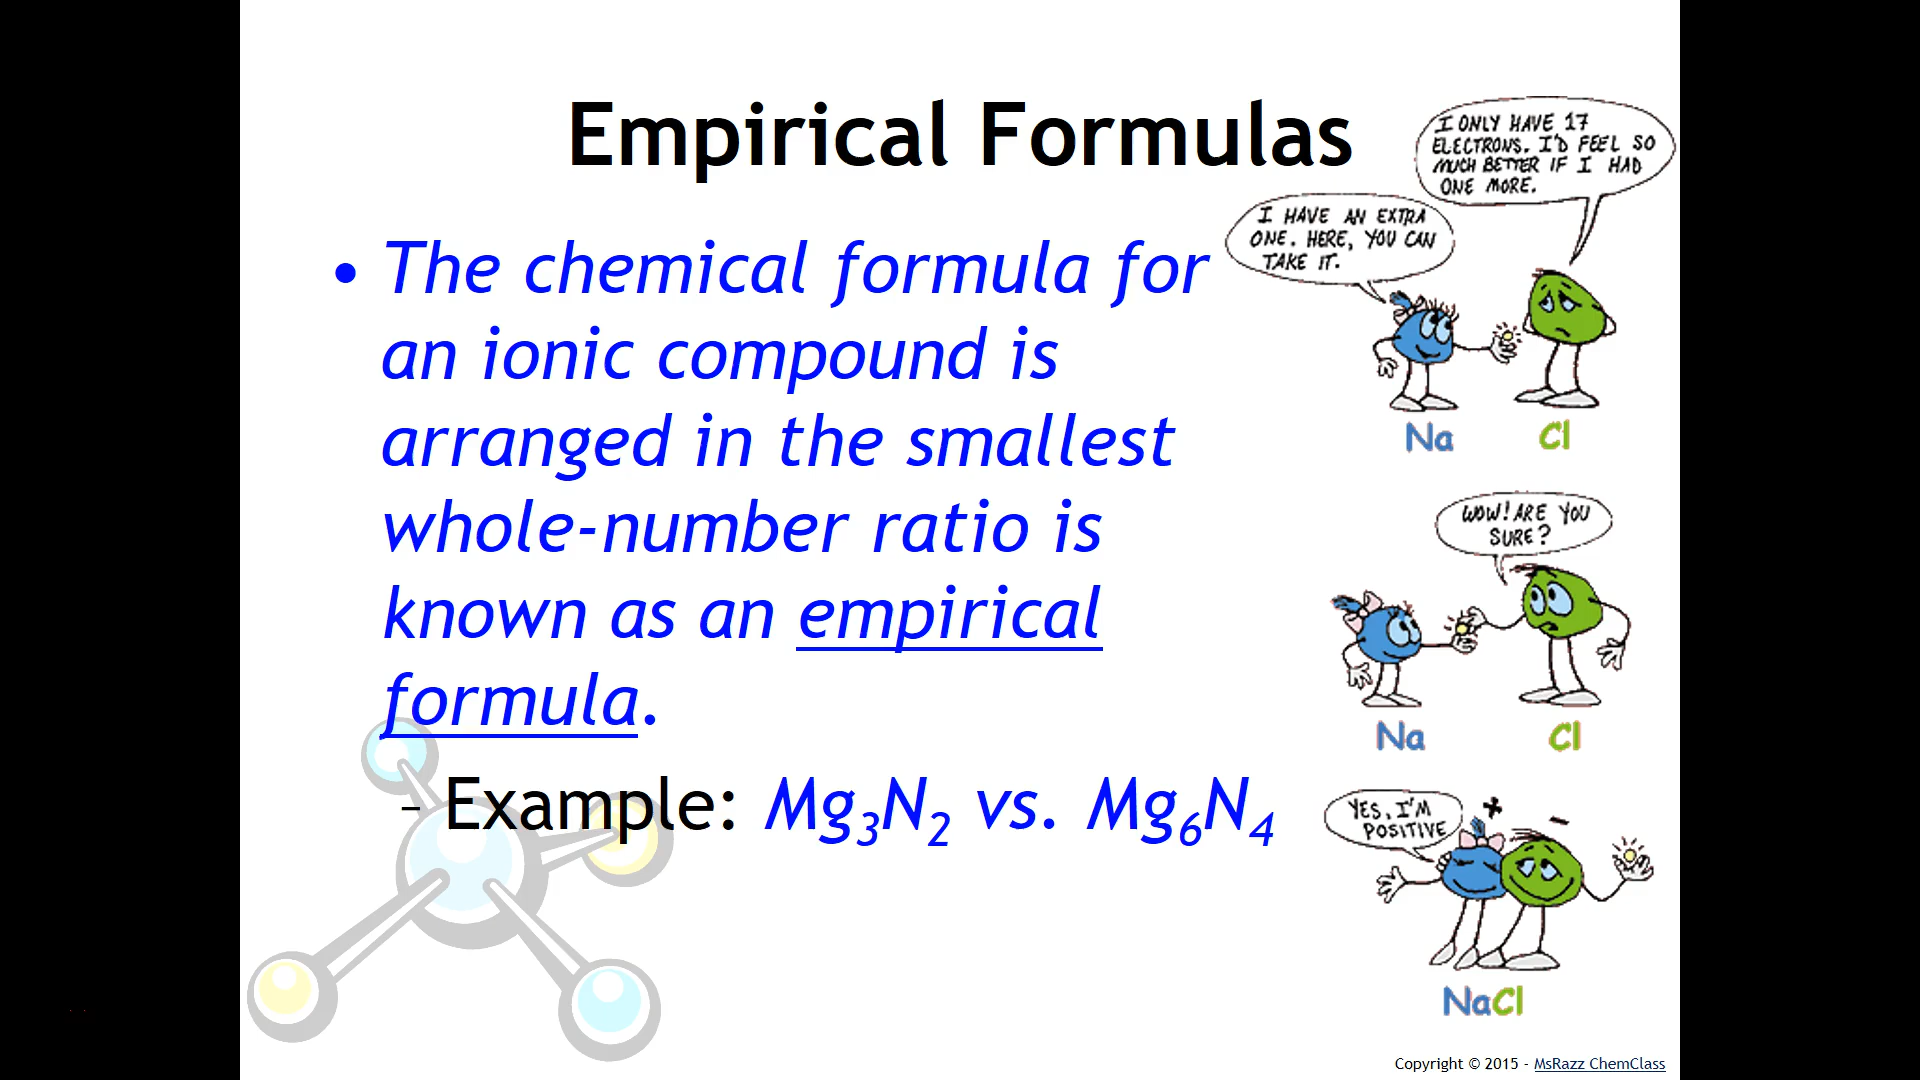 Empirical Formulas
• The chemical formula for
an ionic compound is
arranged in the smallest
whole-number ratio is
known as an empirical
formula.
– Example: Mg₃N₂ vs. Mg₆N₄
I ONLY HAVE 17
ELECTRONS. I'D FEEL SO
MUCH BETTER IF I HAD
ONE MORE.
I HAVE AN EXTRA
ONE. HERE, YOU CAN
TAKE IT.
Na Cl
WOW! ARE YOU
SURE?
Na Cl
YES, I'M
POSITIVE
+ –
NaCl
Copyright © 2015 - MsRazz ChemClass